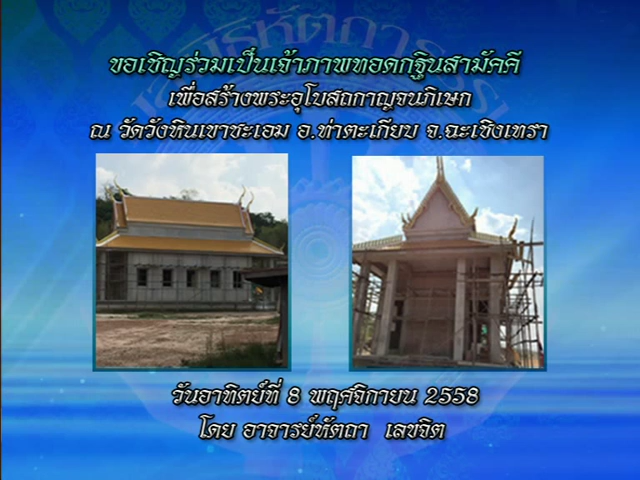 ขอเชิญร่วมเป็นเจ้าภาพทอดกฐินสามัคคี
เพื่อสร้างพระอุโบสถกาญจนภิเษก
ณ วัดวังหินเขาชะเอม อ.ท่าตะเกียบ จ.ฉะเชิงเทรา
วันอาทิตย์ที่ 8 พฤศจิกายน 2558
โดย อาจารย์หัตถา เลขจิต